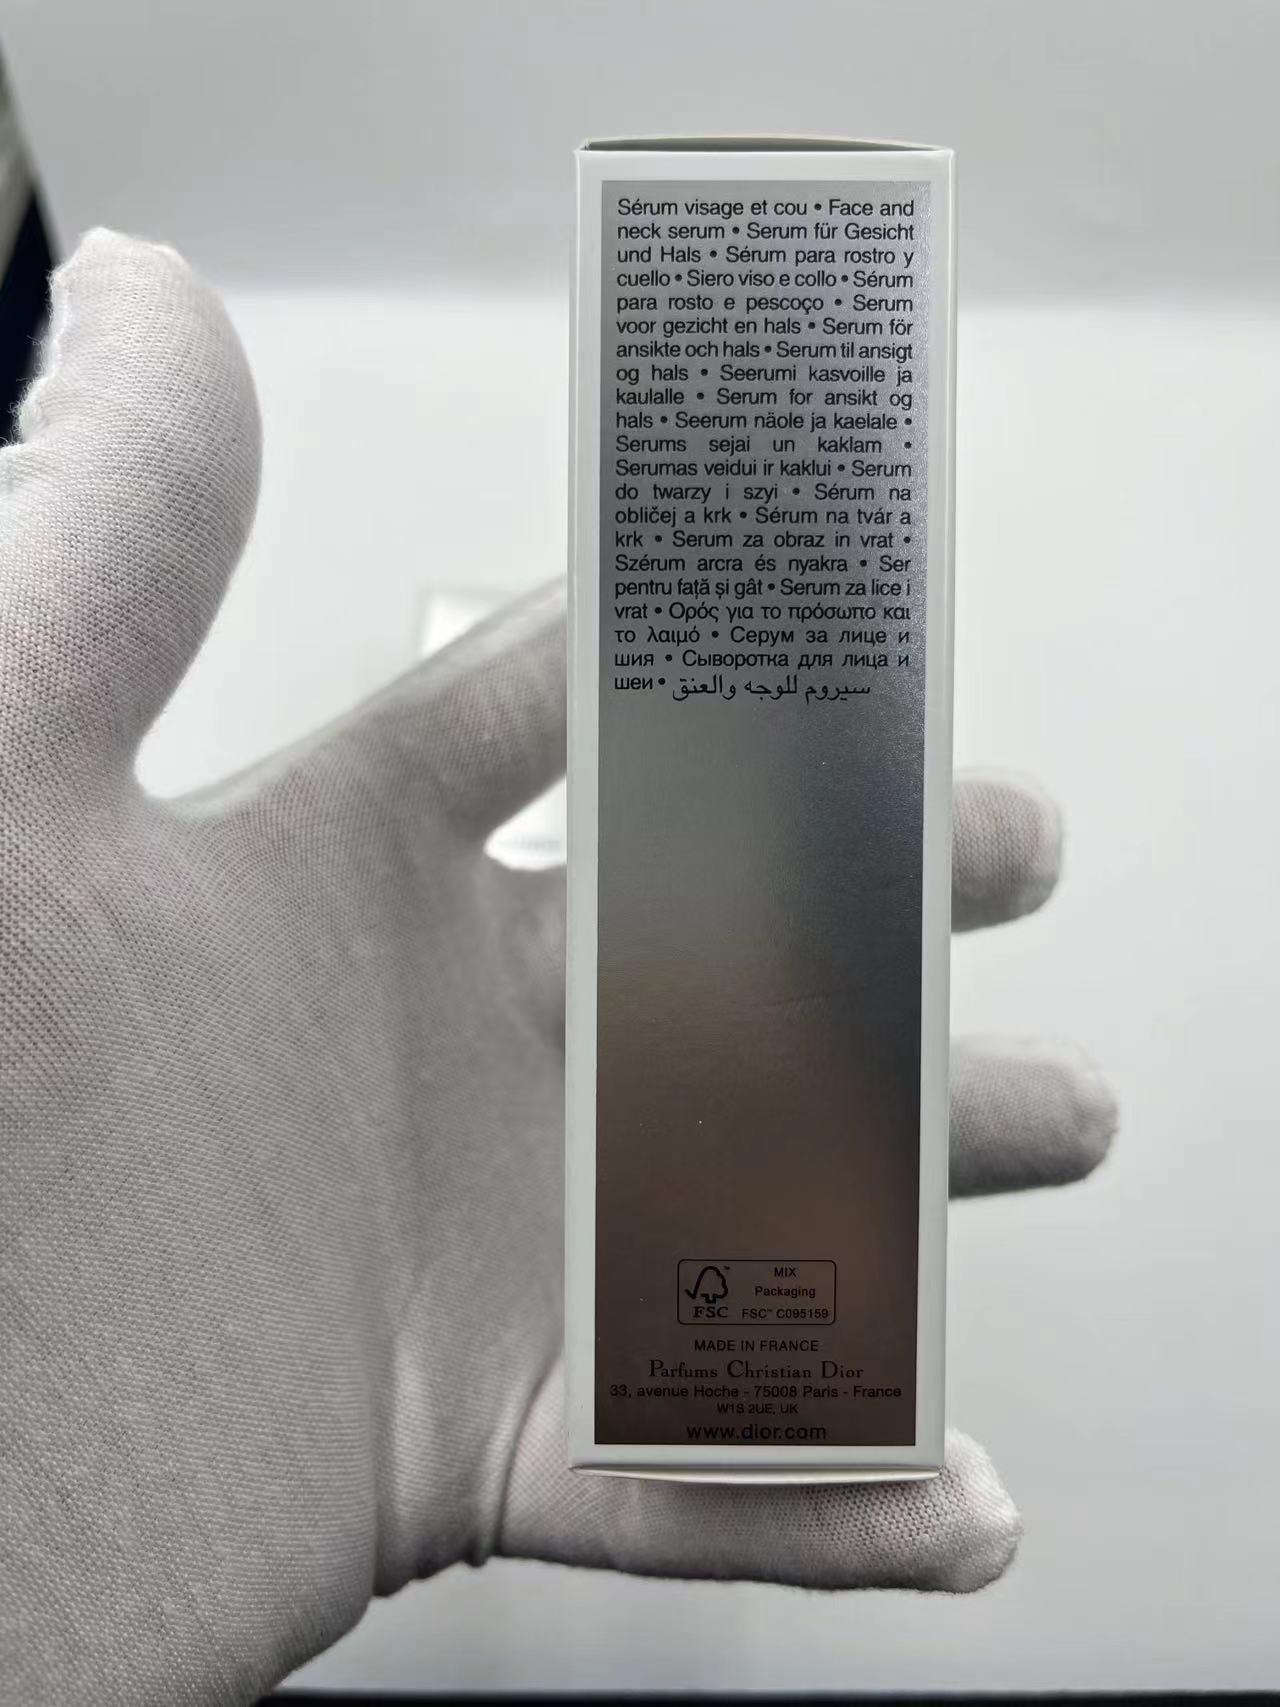 Sérum visage et cou • Face and
neck serum • Serum für Gesicht
und Hals • Sérum para rostro y
cuello • Siero viso e collo • Sérum
para rosto e pescoço • Serum
voor gezicht en hals • Serum för
ansikte och hals • Serum til ansigt
og hals • Seerumi kasvoille ja
kaulalle • Serum for ansikt og
hals • Seerum näole ja kaelale •
Serums sejai un kaklam •
Serumas veidui ir kaklui • Serum
do twarzy i szyi • Sérum na
obličej a krk • Sérum na tvár a
krk • Serum za obraz in vrat •
Szérum arcra és nyakra • Ser
pentru față și gât • Serum za lice i
vrat • Ορός για το πρόσωπο και
το λαιμό • Серум за лице и
шия • Сыворотка для лица и
шеи • سيروم للوجه والعنق
MIX
Packaging
FSC FSC™ C095159
MADE IN FRANCE
Parfums Christian Dior
33, avenue Hoche - 75008 Paris - France
W1S 2UE, UK
www.dior.com